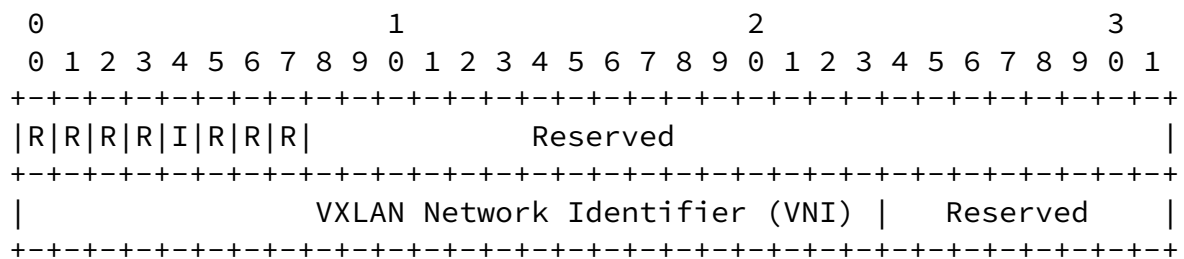 0                   1                   2                   3
 0 1 2 3 4 5 6 7 8 9 0 1 2 3 4 5 6 7 8 9 0 1 2 3 4 5 6 7 8 9 0 1
+-+-+-+-+-+-+-+-+-+-+-+-+-+-+-+-+-+-+-+-+-+-+-+-+-+-+-+-+-+-+-+-+
|R|R|R|R|I|R|R|R|            Reserved                           |
+-+-+-+-+-+-+-+-+-+-+-+-+-+-+-+-+-+-+-+-+-+-+-+-+-+-+-+-+-+-+-+-+
|                VXLAN Network Identifier (VNI) |   Reserved    |
+-+-+-+-+-+-+-+-+-+-+-+-+-+-+-+-+-+-+-+-+-+-+-+-+-+-+-+-+-+-+-+-+